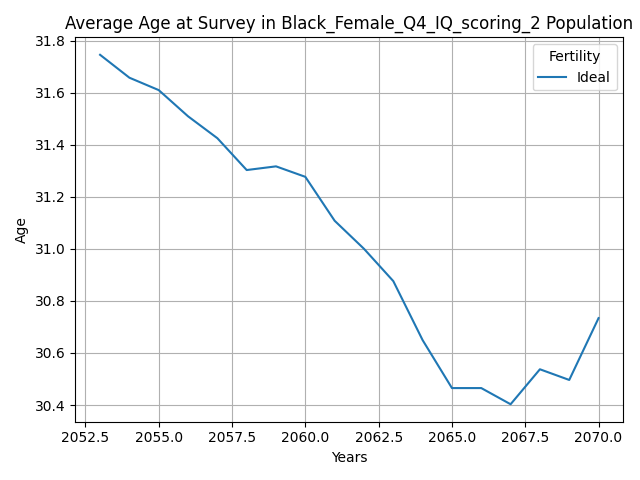 Average Age at Survey in Black_Female_Q4_IQ_scoring_2 Population
Fertility
Ideal
31.8
31.6
31.4
31.2
31.0
30.8
30.6
30.4
Age
2052.5 2055.0 2057.5 2060.0 2062.5 2065.0 2067.5 2070.0
Years